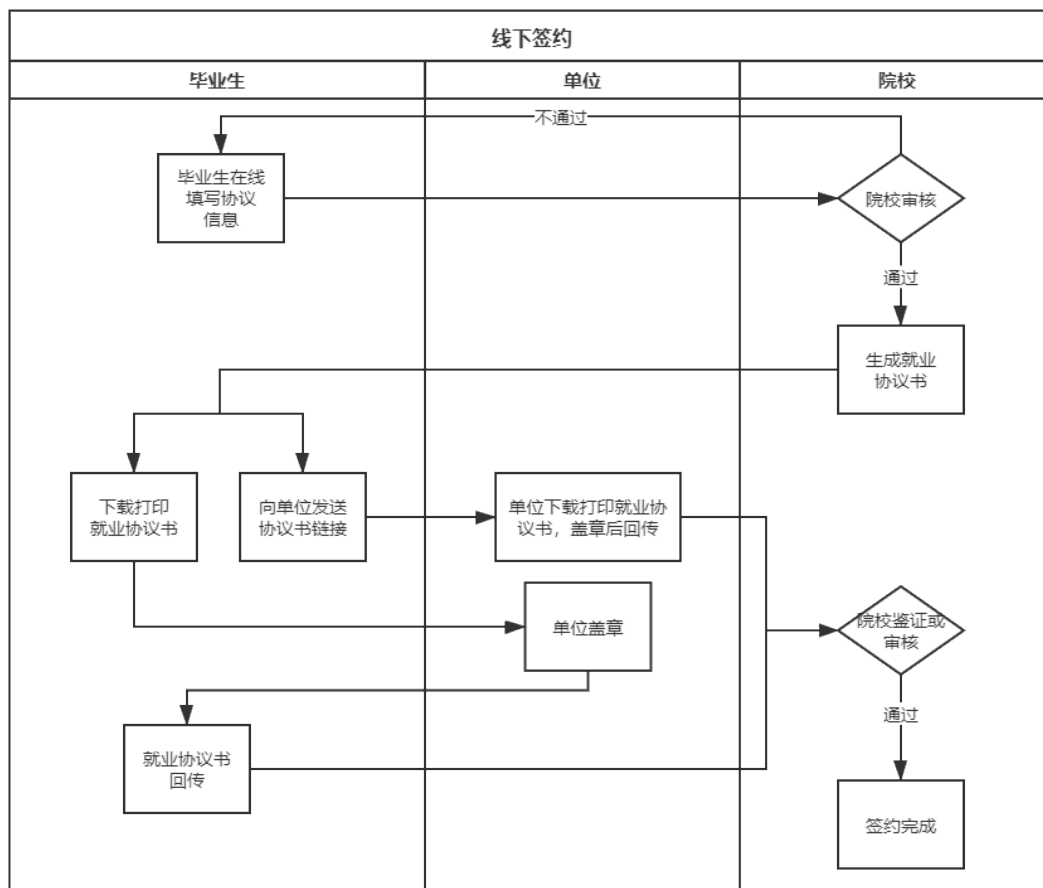 线下签约
毕业生
单位
院校
不通过
毕业生在线
填写协议
信息
院校审核
通过
生成就业
协议书
下载打印
就业协议书
向单位发送
协议书链接
单位下载打印就业协
议书，盖章后回传
单位盖章
院校鉴证或
审核
就业协议书
回传
通过
签约完成